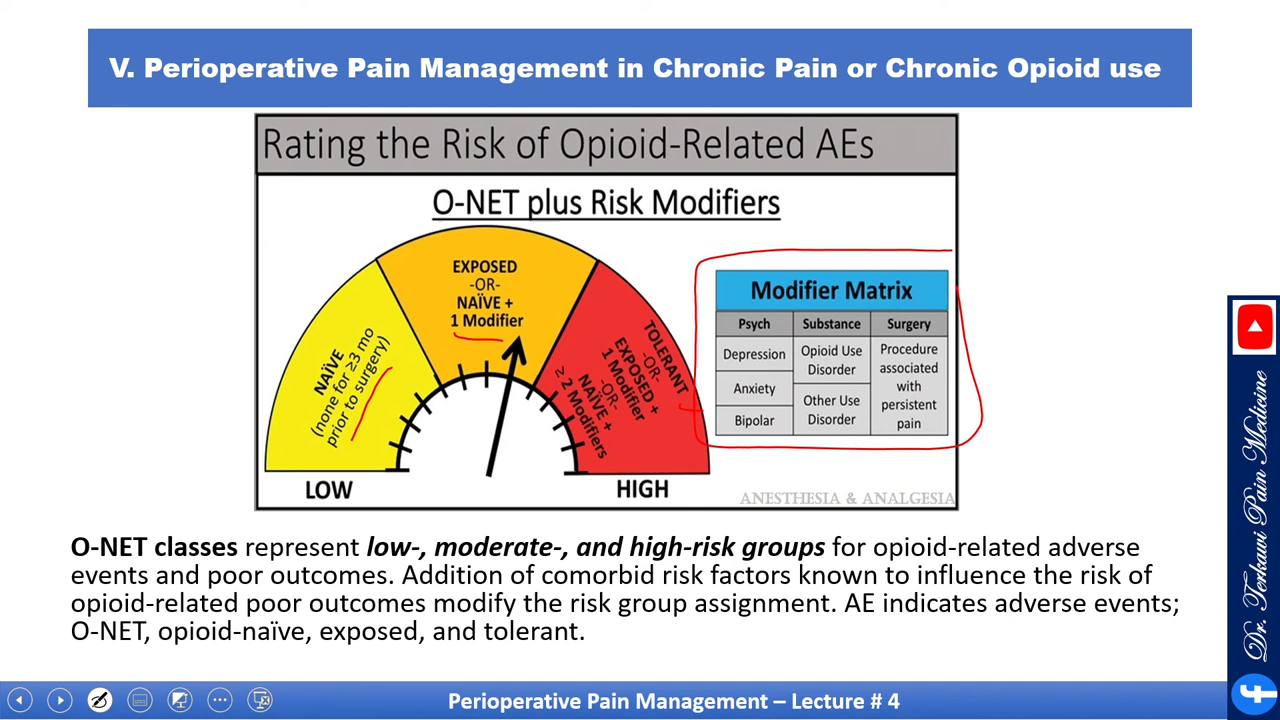 V. Perioperative Pain Management in Chronic Pain or Chronic Opioid use
Rating the Risk of Opioid-Related AEs
O-NET plus Risk Modifiers
NAÏVE
(none for ≥3 mo
prior to surgery)
EXPOSED
-OR-
NAÏVE +
1 Modifier
TOLERANT
-OR-
EXPOSED +
1 Modifier
-OR-
NAÏVE +
≥ 2 Modifiers
LOW
HIGH
Modifier Matrix
Psych
Substance
Surgery
Depression
Anxiety
Bipolar
Opioid Use
Disorder
Other Use
Disorder
Procedure
associated
with
persistent
pain
ANESTHESIA & ANALGESIA
O-NET classes represent low-, moderate-, and high-risk groups for opioid-related adverse
events and poor outcomes. Addition of comorbid risk factors known to influence the risk of
opioid-related poor outcomes modify the risk group assignment. AE indicates adverse events;
O-NET, opioid-naïve, exposed, and tolerant.
Dr. Terkawi Pain Medicine
Perioperative Pain Management – Lecture # 4